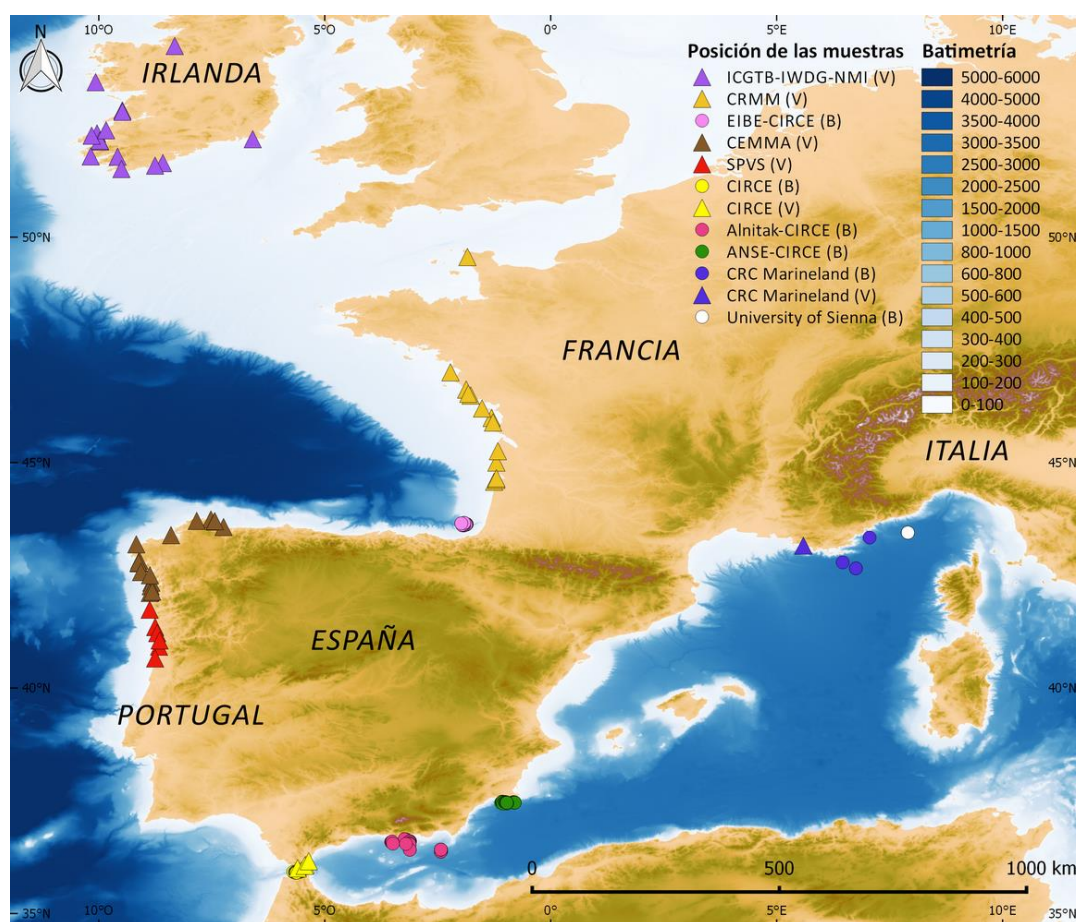 10°O 5°O 0° 5°E 10°E
N
IRLANDA
Posición de las muestras
ICGTB-IWDG-NMI (V)
CRMM (V)
EIBE-CIRCE (B)
CEMMA (V)
SPVS (V)
CIRCE (B)
CIRCE (V)
Alnitak-CIRCE (B)
ANSE-CIRCE (B)
CRC Marineland (B)
CRC Marineland (V)
University of Sienna (B)
Batimetría
5000-6000
4000-5000
3500-4000
3000-3500
2500-3000
2000-2500
1500-2000
1000-1500
800-1000
600-800
500-600
400-500
300-400
200-300
100-200
0-100
50°N 50°N
FRANCIA
ITALIA
45°N 45°N
ESPAÑA
40°N 40°N
PORTUGAL
0 500 1000 km
35°N 35°N
10°O 5°O 0° 5°E 10°E